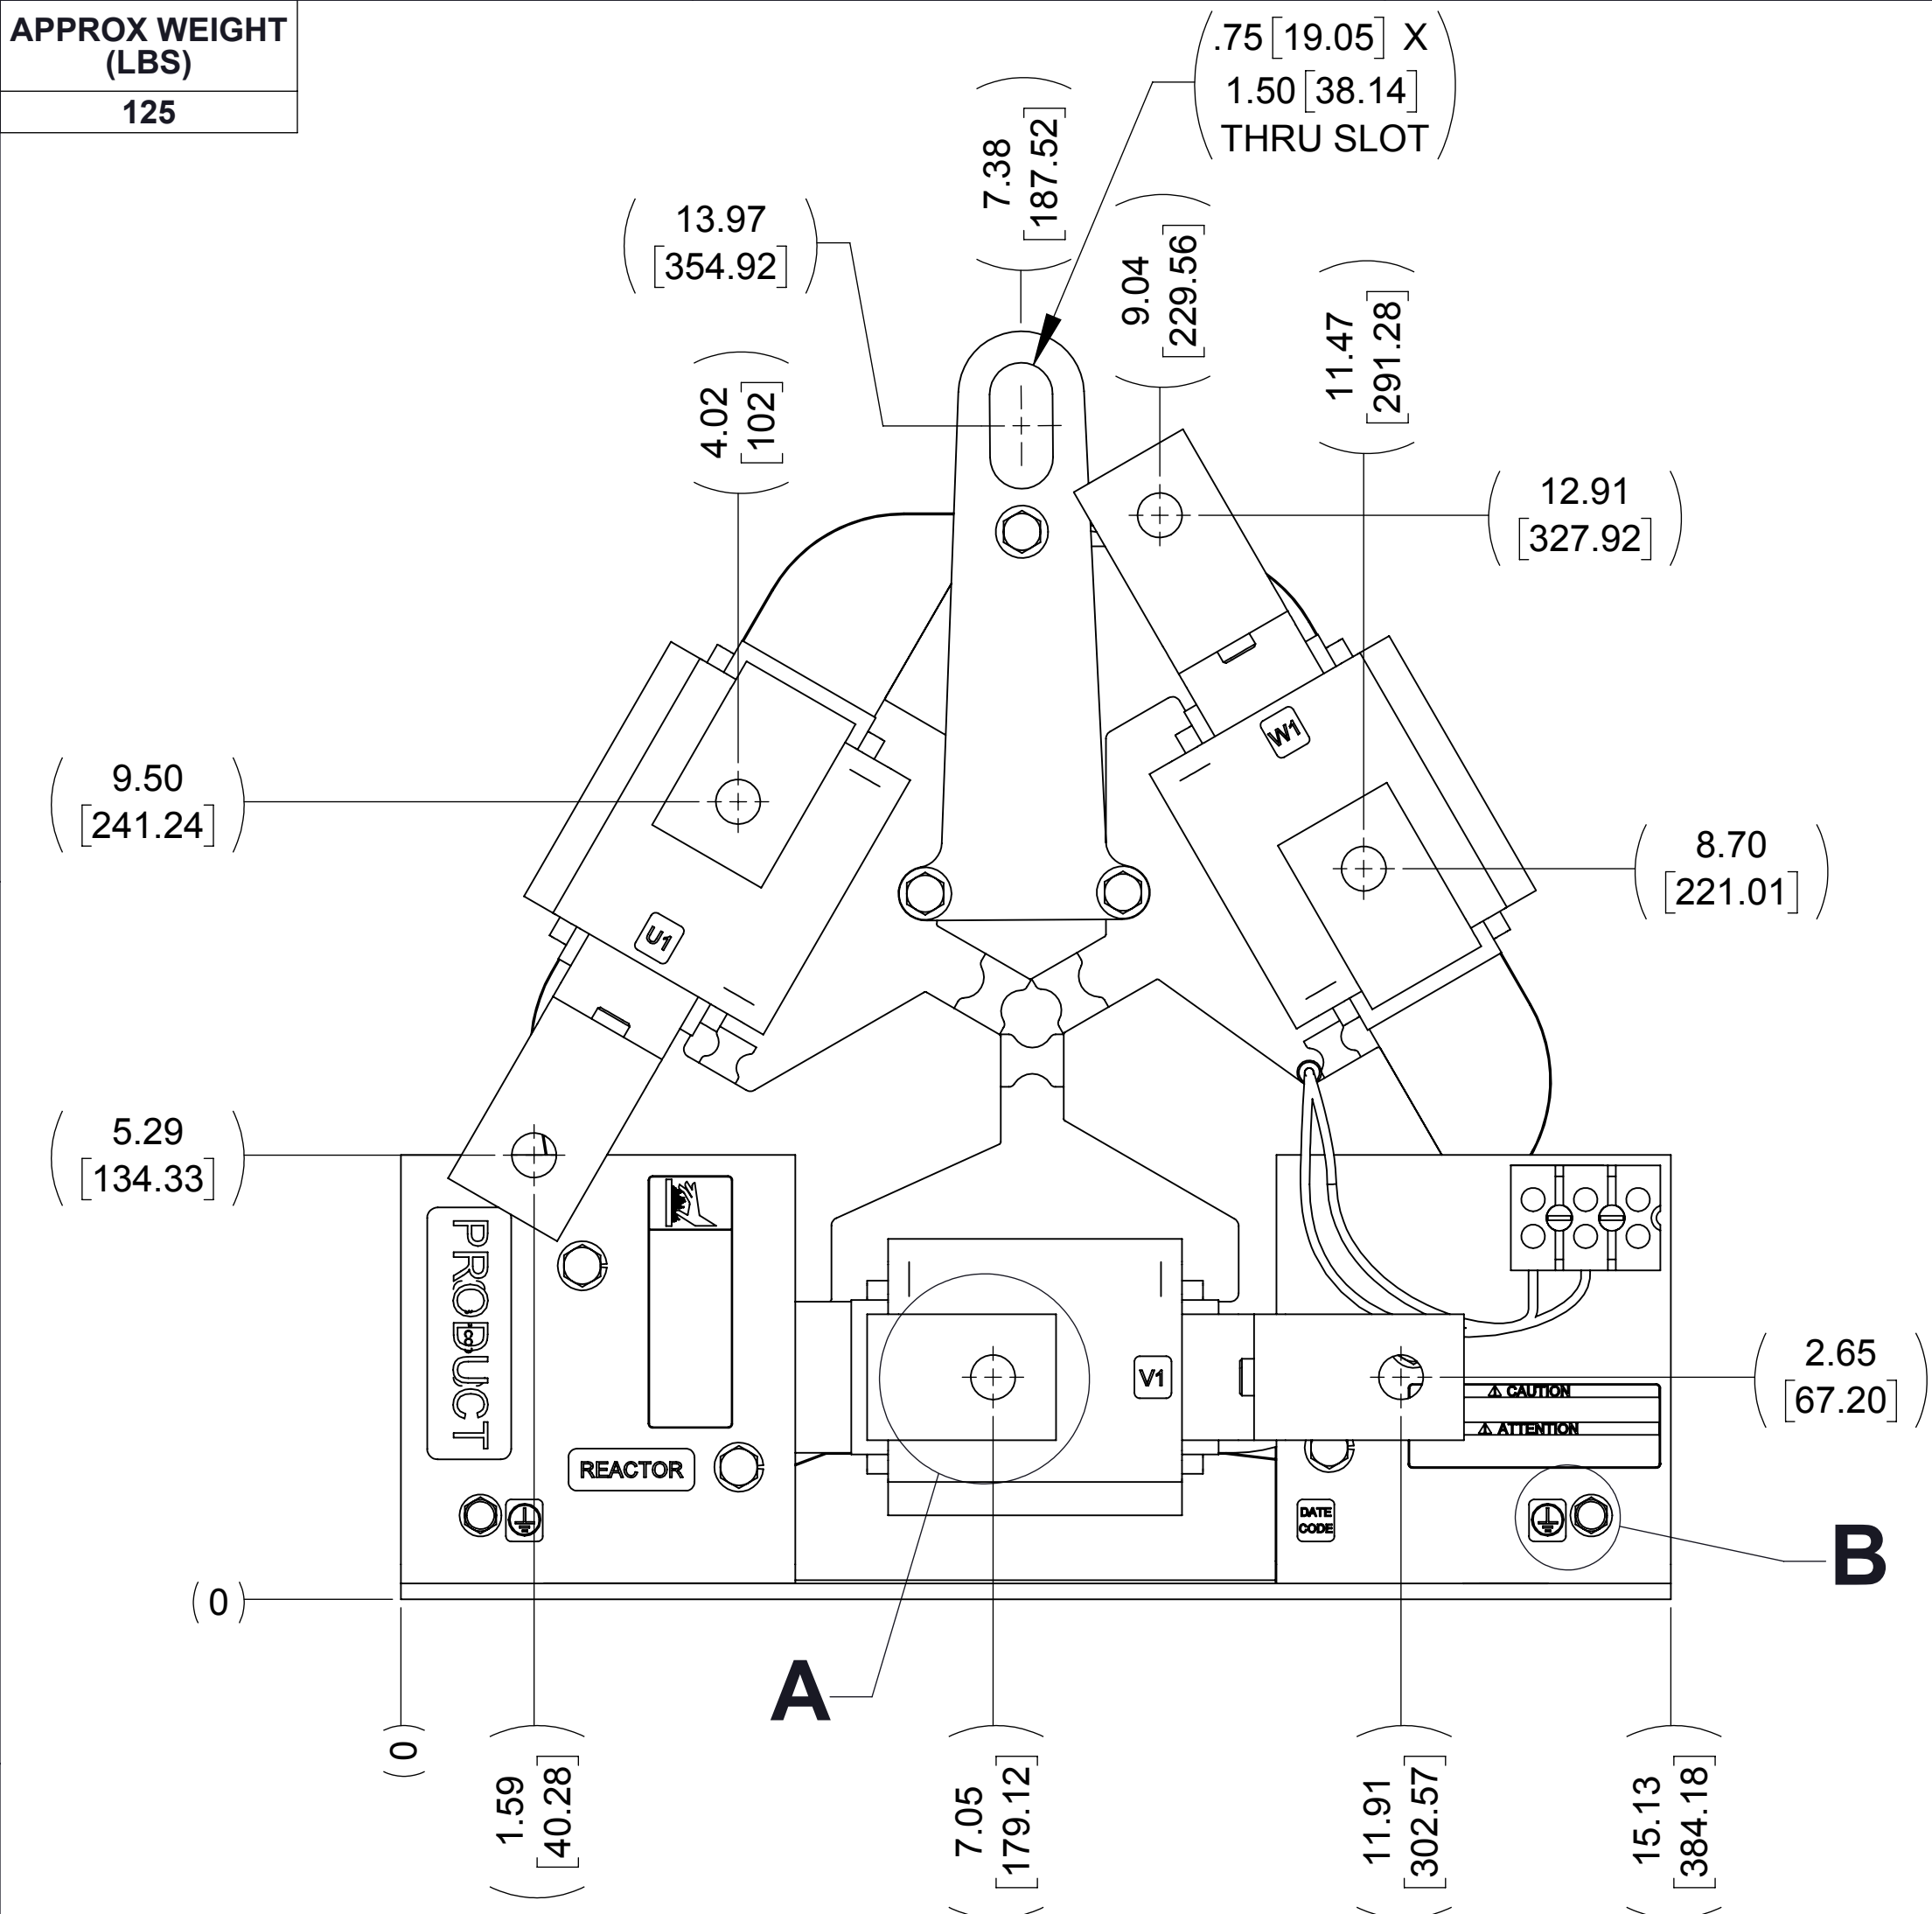 APPROX WEIGHT
(LBS)
125
(.75[19.05] X
1.50[38.14]
THRU SLOT)
(7.38
[187.52])
(13.97
[354.92])
(9.04
[229.56])
(11.47
[291.28])
(4.02
[102])
(12.91
[327.92])
W1
(9.50
[241.24])
(8.70
[221.01])
U1
(5.29
[134.33])
PRODUCT
V1
(2.65
[67.20])
⚠ CAUTION
⚠ ATTENTION
REACTOR
DATE
CODE
B
(0)
A
(0)
(1.59
[40.28])
(7.05
[179.12])
(11.91
[302.57])
(15.13
[384.18])